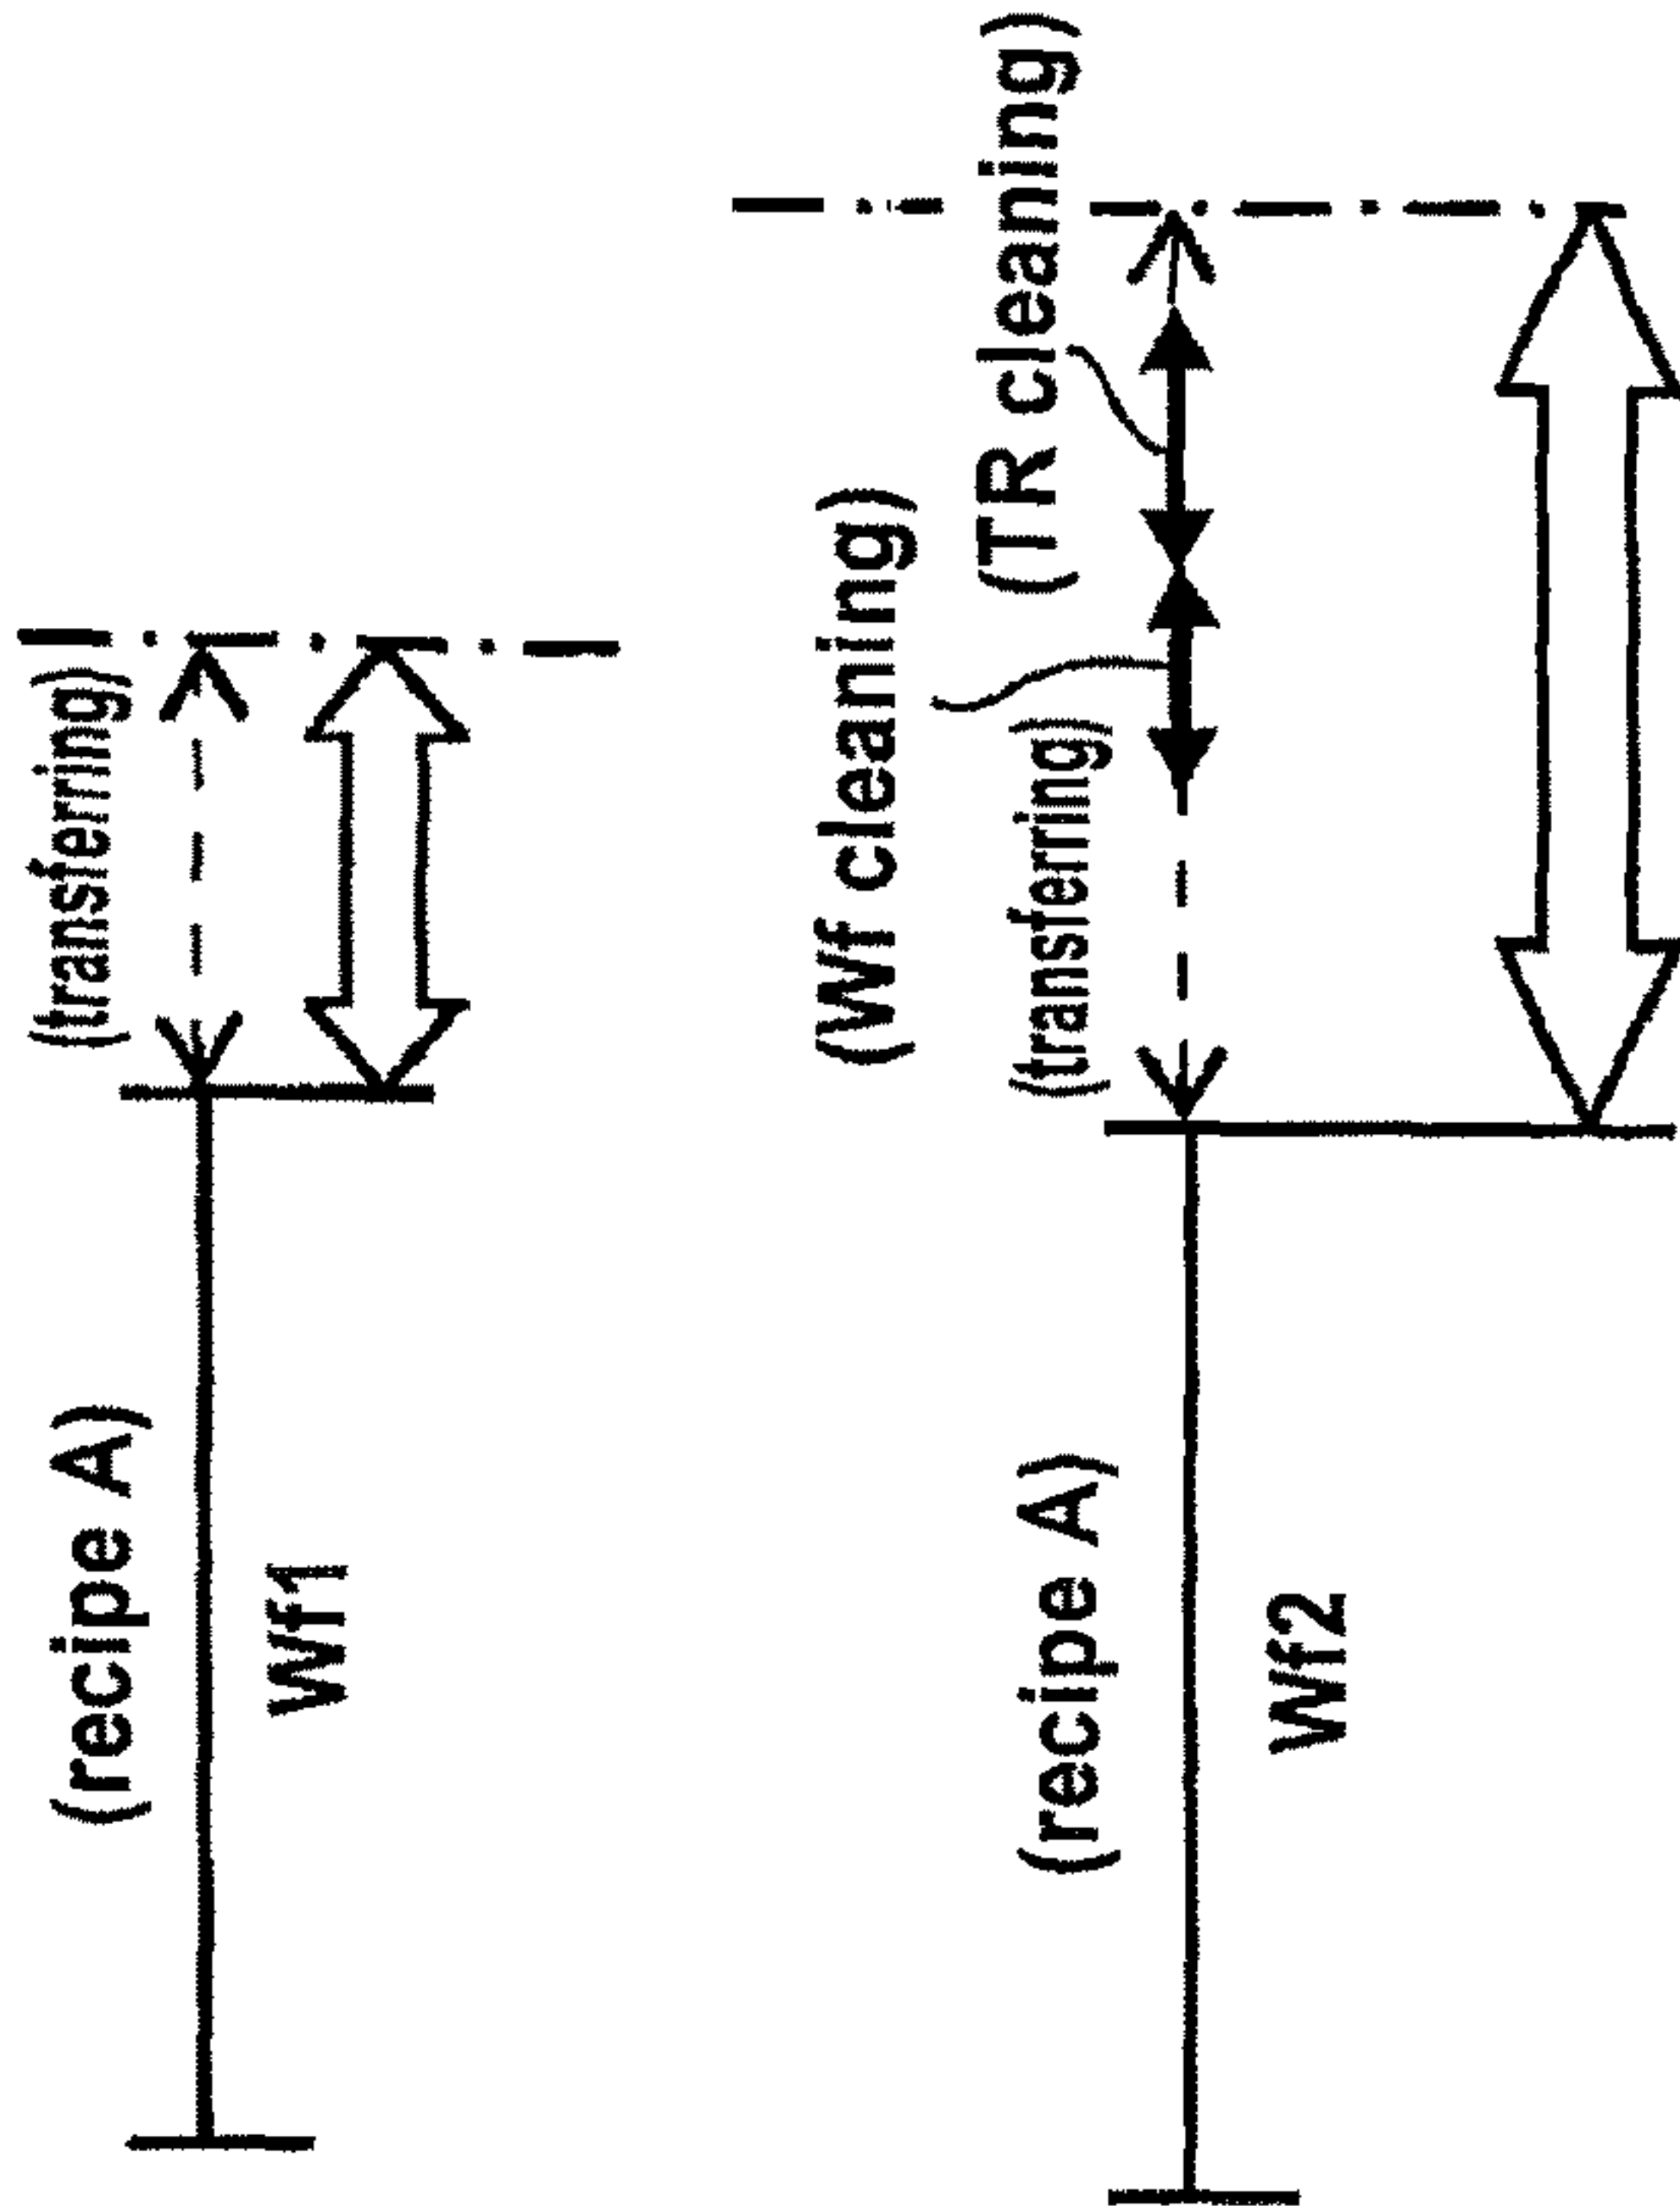 (transferring)
(recipe A)
Wf1
(Wf cleaning)
(TR cleaning)
(transferring)
(recipe A)
Wf2